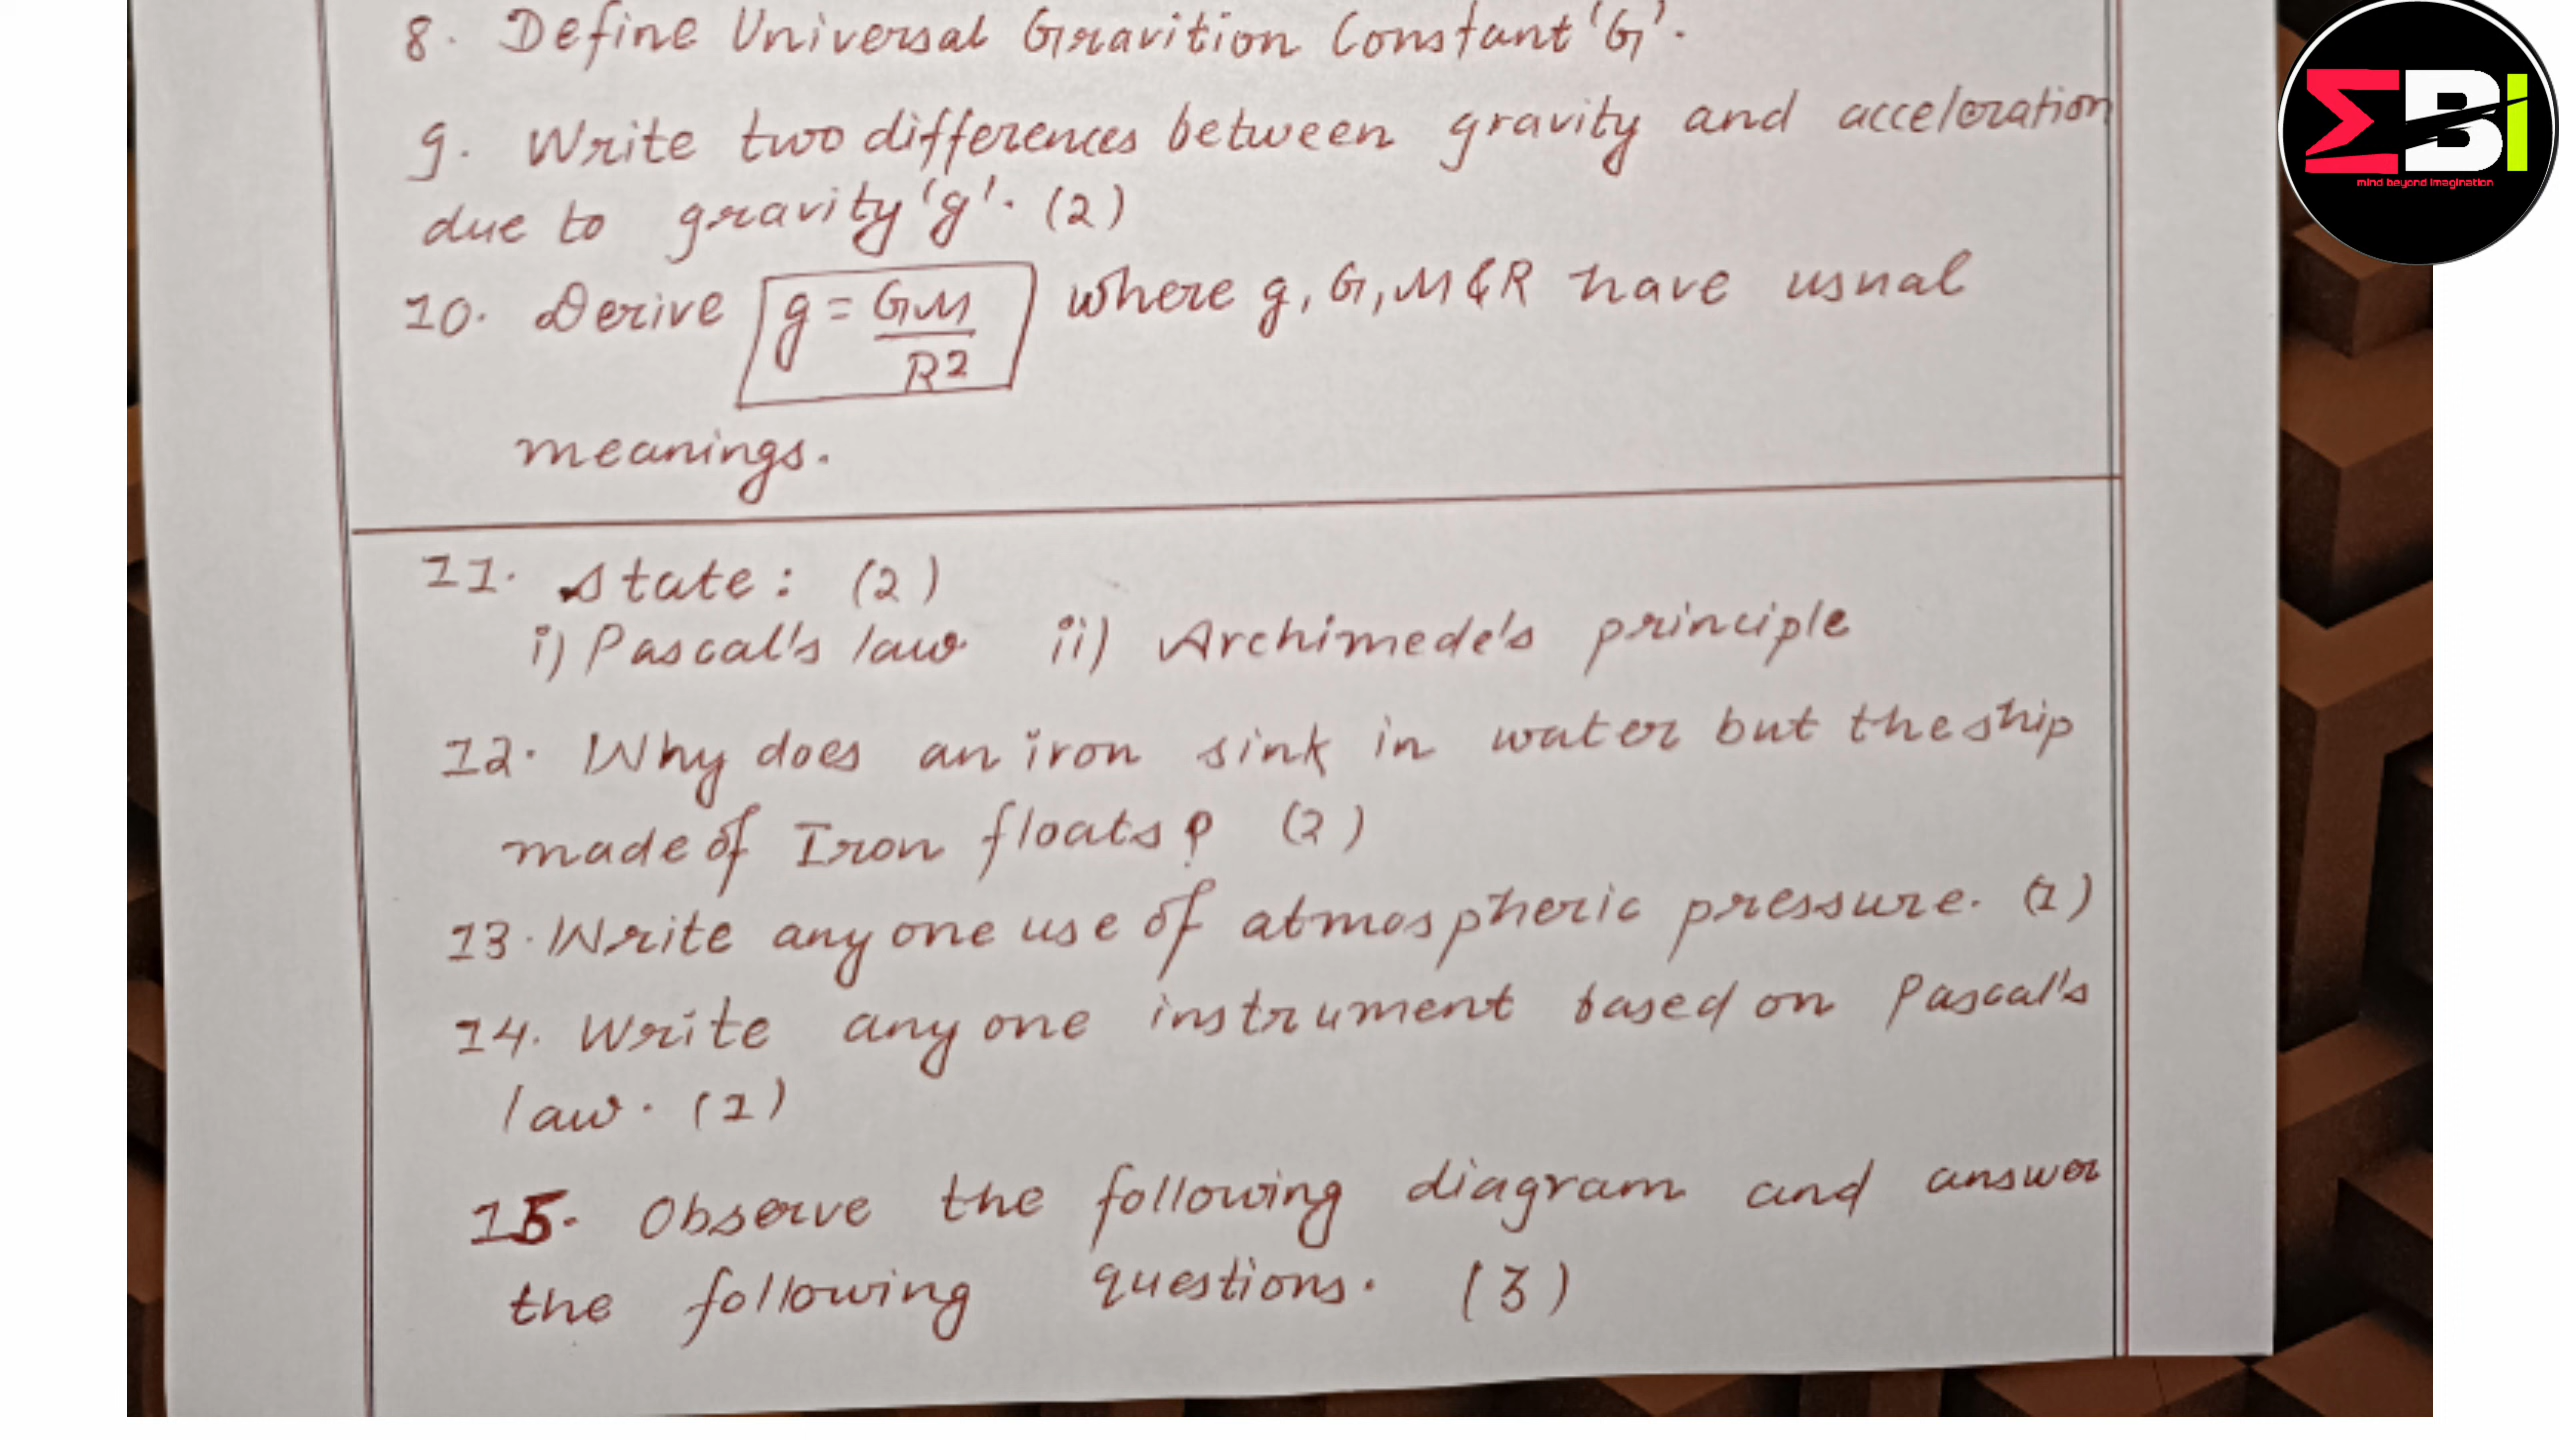 8. Define Universal Gravition Constant 'G'.
9. Write two differences between gravity and acceleration
due to gravity 'g'. (2)
10. Derive g = GM/R² where g, G, M & R have usual
meanings.
11. State: (2)
i) Pascal's law ii) Archimede's principle
12. Why does an iron sink in water but the ship
made of Iron floats? (2)
13. Write any one use of atmospheric pressure. (1)
14. Write any one instrument based on Pascal's
law. (1)
15. Observe the following diagram and answer
the following questions. (3)
ΣBI
mind beyond imagination